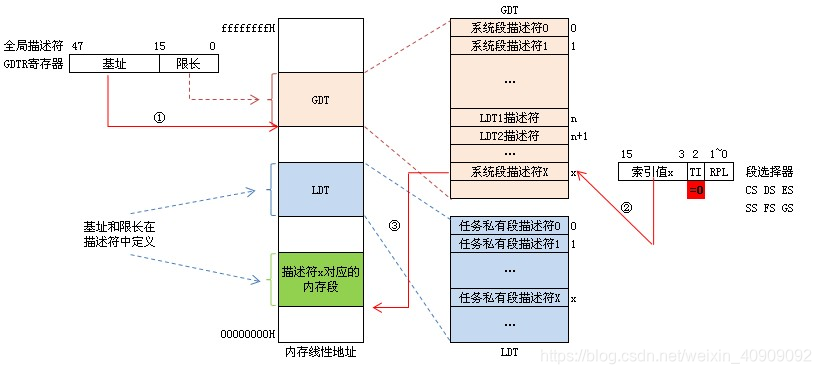 GDT
ffffffffH
全局描述符 47 15 0
GDTR寄存器 基址 限长
系统段描述符0 0
系统段描述符1 1
...
①
GDT
LDT1描述符 n
LDT2描述符 n+1
...
系统段描述符X x
15 3 2 1~0
索引值x TI RPL 段选择器
=0 CS DS ES
SS FS GS
②
LDT
③
基址和限长在
描述符中定义
任务私有段描述符0 0
任务私有段描述符1 1
...
描述符x对应的
内存段
任务私有段描述符X x
...
00000000H
内存线性地址
LDT
https://blog.csdn.net/weixin_40909092